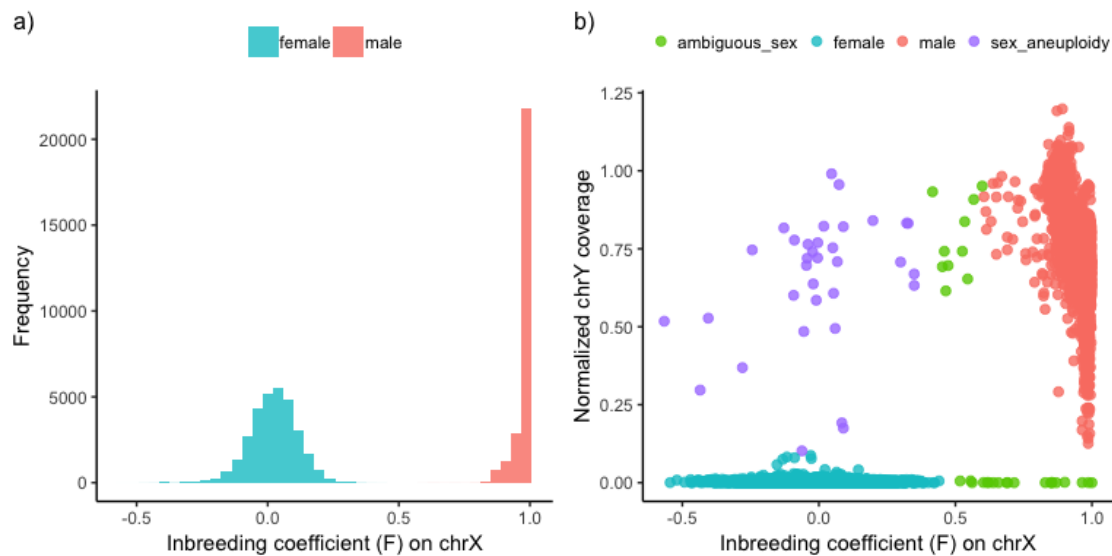 a)
female male
Frequency
20000
15000
10000
5000
0
-0.5 0.0 0.5 1.0
Inbreeding coefficient (F) on chrX
b)
ambiguous_sex female male sex_aneuploidy
Normalized chrY coverage
1.25
1.00
0.75
0.50
0.25
0.00
-0.5 0.0 0.5 1.0
Inbreeding coefficient (F) on chrX